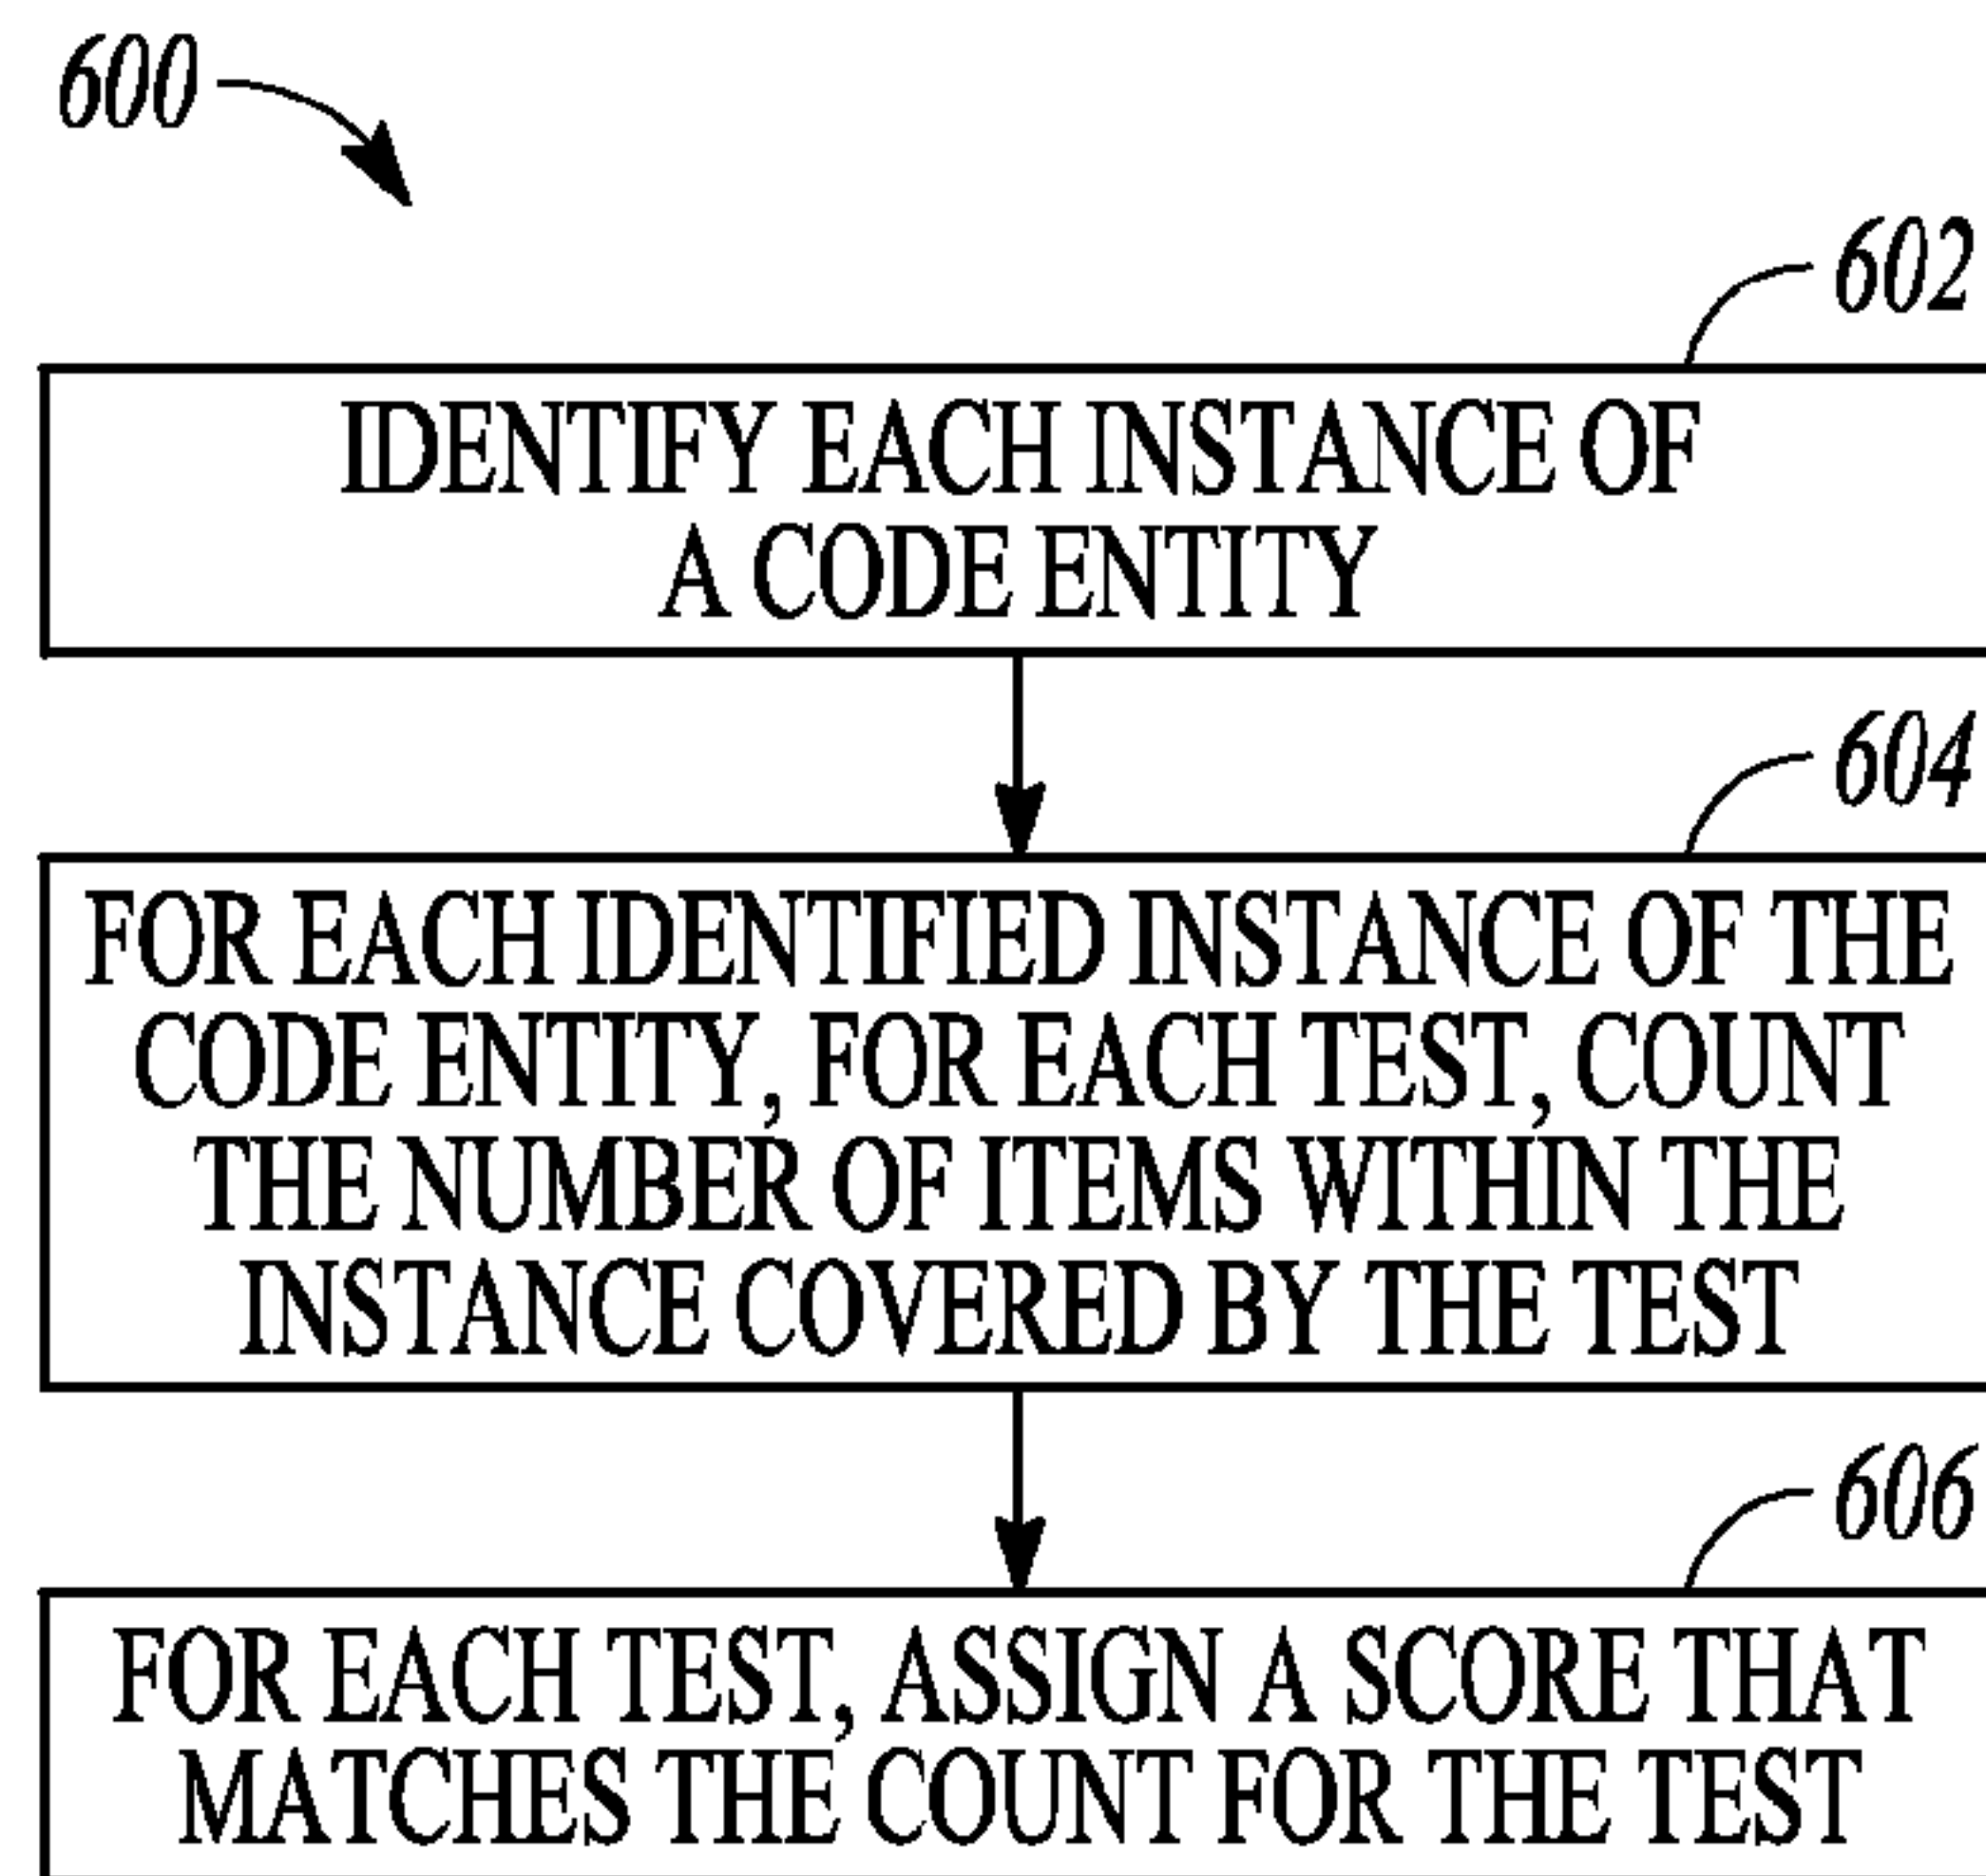 600
602
IDENTIFY EACH INSTANCE OF
A CODE ENTITY
604
FOR EACH IDENTIFIED INSTANCE OF THE
CODE ENTITY, FOR EACH TEST, COUNT
THE NUMBER OF ITEMS WITHIN THE
INSTANCE COVERED BY THE TEST
606
FOR EACH TEST, ASSIGN A SCORE THAT
MATCHES THE COUNT FOR THE TEST